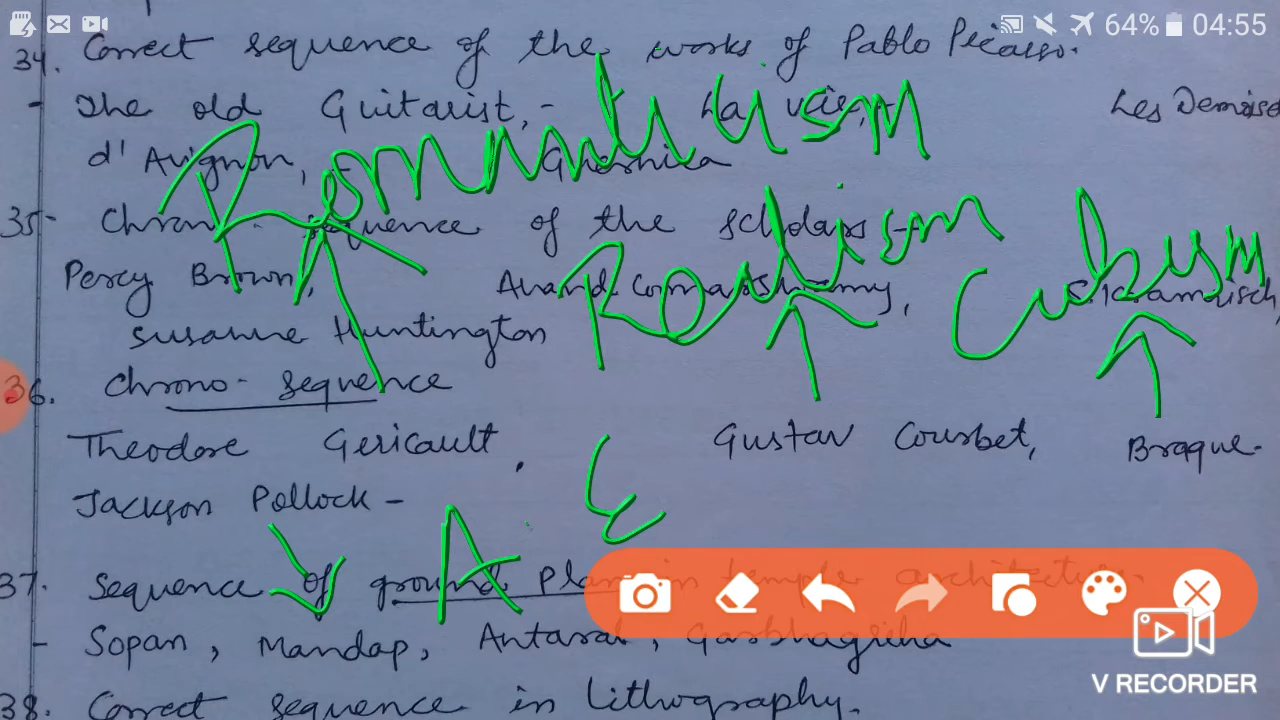 64% 04:55
34. Correct sequence of the works of Pablo Picasso.
- The old Guitarist, - La vie, - Les Demoise
d'Avignon, - Guernica
Romanticism
35- Chrono. sequence of the scholars -
Realism
Cubism
Percy Brown, Anand Coomarswamy, S. Kramrisch,
Susanne Huntington
36. Chrono- sequence
Theodore Gericault, Gustav Courbet, Braque-
Jackson Pollock -
A. E
37. Sequence of ground plan in temple architecture.
- Sopan, Mandap, Antaral, Garbhagriha
V RECORDER
38. Correct sequence in lithography.